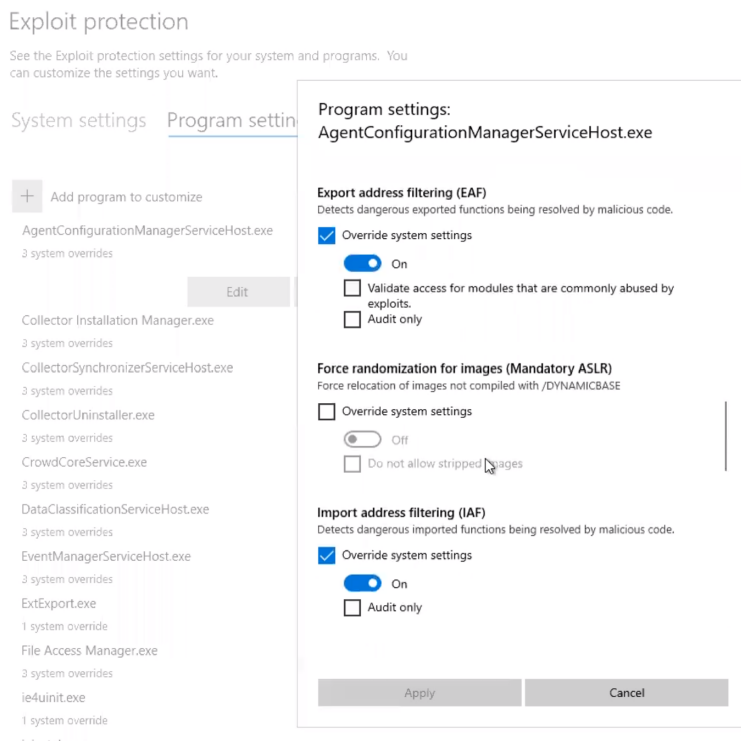 Exploit protection
See the Exploit protection settings for your system and programs. You
can customize the settings you want.
System settings
Program settin
Add program to customize
AgentConfigurationManagerServiceHost.exe
3 system overrides
Edit
Collector Installation Manager.exe
3 system overrides
CollectorSynchronizerServiceHost.exe
3 system overrides
CollectorUninstaller.exe
3 system overrides
CrowdCoreService.exe
3 system overrides
DataClassificationServiceHost.exe
3 system overrides
EventManagerServiceHost.exe
3 system overrides
ExtExport.exe
1 system override
File Access Manager.exe
3 system overrides
ie4uinit.exe
1 system override
Program settings:
AgentConfigurationManagerServiceHost.exe
Export address filtering (EAF)
Detects dangerous exported functions being resolved by malicious code.
Override system settings
On
Validate access for modules that are commonly abused by
exploits.
Audit only
Force randomization for images (Mandatory ASLR)
Force relocation of images not compiled with /DYNAMICBASE
Override system settings
Off
Do not allow stripped images
Import address filtering (IAF)
Detects dangerous imported functions being resolved by malicious code.
Override system settings
On
Audit only
Apply
Cancel